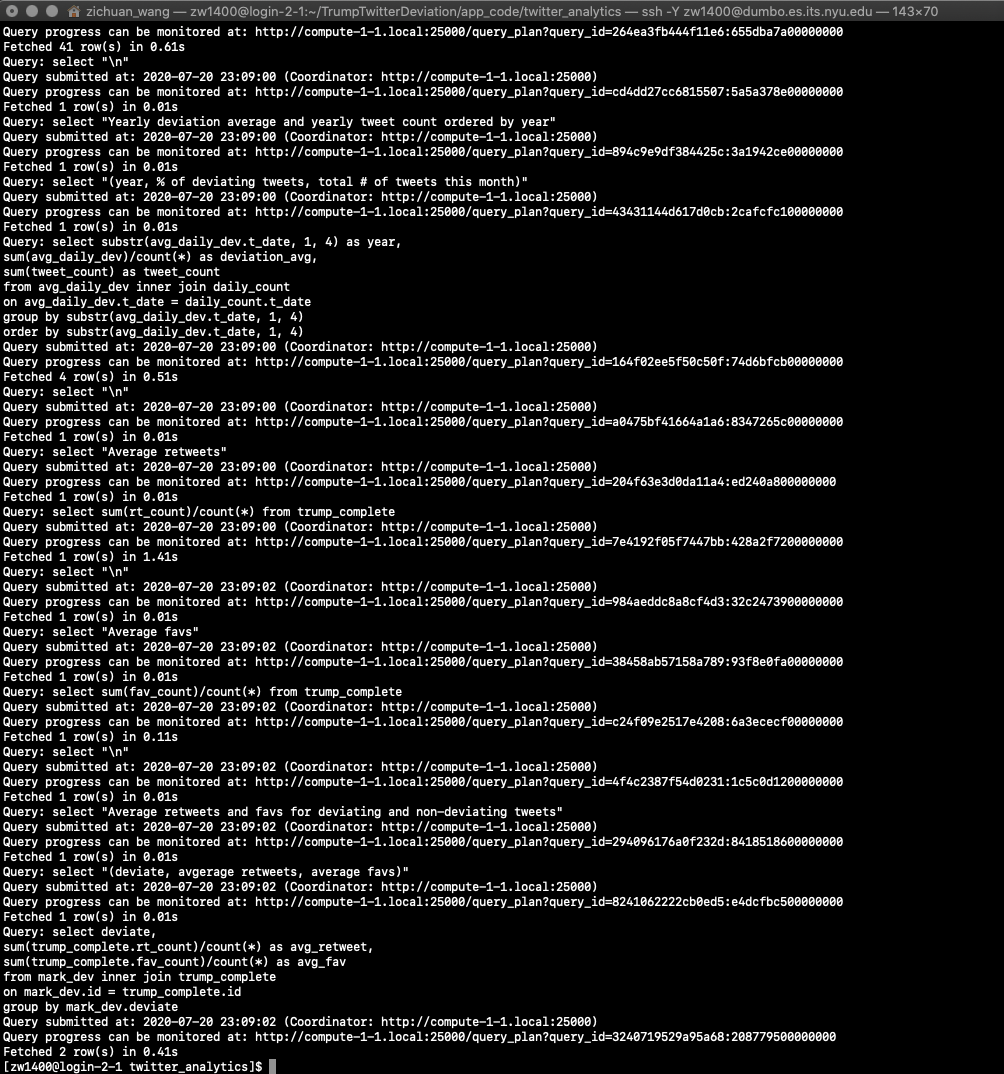 zichuan_wang — zw1400@login-2-1:~/TrumpTwitterDeviation/app_code/twitter_analytics — ssh -Y zw1400@dumbo.es.its.nyu.edu — 143×70
Query progress can be monitored at: http://compute-1-1.local:25000/query_plan?query_id=264ea3fb444f11e6:655dba7a00000000
Fetched 41 row(s) in 0.61s
Query: select "\n"
Query submitted at: 2020-07-20 23:09:00 (Coordinator: http://compute-1-1.local:25000)
Query progress can be monitored at: http://compute-1-1.local:25000/query_plan?query_id=cd4dd27cc6815507:5a5a378e00000000
Fetched 1 row(s) in 0.01s
Query: select "Yearly deviation average and yearly tweet count ordered by year"
Query submitted at: 2020-07-20 23:09:00 (Coordinator: http://compute-1-1.local:25000)
Query progress can be monitored at: http://compute-1-1.local:25000/query_plan?query_id=894c9e9df384425c:3a1942ce00000000
Fetched 1 row(s) in 0.01s
Query: select "(year, % of deviating tweets, total # of tweets this month)"
Query submitted at: 2020-07-20 23:09:00 (Coordinator: http://compute-1-1.local:25000)
Query progress can be monitored at: http://compute-1-1.local:25000/query_plan?query_id=43431144d617d0cb:2cafcfc100000000
Fetched 1 row(s) in 0.01s
Query: select substr(avg_daily_dev.t_date, 1, 4) as year,
sum(avg_daily_dev)/count(*) as deviation_avg,
sum(tweet_count) as tweet_count
from avg_daily_dev inner join daily_count
on avg_daily_dev.t_date = daily_count.t_date
group by substr(avg_daily_dev.t_date, 1, 4)
order by substr(avg_daily_dev.t_date, 1, 4)
Query submitted at: 2020-07-20 23:09:00 (Coordinator: http://compute-1-1.local:25000)
Query progress can be monitored at: http://compute-1-1.local:25000/query_plan?query_id=164f02ee5f50c50f:74d6bfcb00000000
Fetched 4 row(s) in 0.51s
Query: select "\n"
Query submitted at: 2020-07-20 23:09:00 (Coordinator: http://compute-1-1.local:25000)
Query progress can be monitored at: http://compute-1-1.local:25000/query_plan?query_id=a0475bf41664a1a6:8347265c00000000
Fetched 1 row(s) in 0.01s
Query: select "Average retweets"
Query submitted at: 2020-07-20 23:09:00 (Coordinator: http://compute-1-1.local:25000)
Query progress can be monitored at: http://compute-1-1.local:25000/query_plan?query_id=204f63e3d0da11a4:ed240a800000000
Fetched 1 row(s) in 0.01s
Query: select sum(rt_count)/count(*) from trump_complete
Query submitted at: 2020-07-20 23:09:00 (Coordinator: http://compute-1-1.local:25000)
Query progress can be monitored at: http://compute-1-1.local:25000/query_plan?query_id=7e4192f05f7447bb:428a2f7200000000
Fetched 1 row(s) in 1.41s
Query: select "\n"
Query submitted at: 2020-07-20 23:09:02 (Coordinator: http://compute-1-1.local:25000)
Query progress can be monitored at: http://compute-1-1.local:25000/query_plan?query_id=984aeddc8a8cf4d3:32c2473900000000
Fetched 1 row(s) in 0.01s
Query: select "Average favs"
Query submitted at: 2020-07-20 23:09:02 (Coordinator: http://compute-1-1.local:25000)
Query progress can be monitored at: http://compute-1-1.local:25000/query_plan?query_id=38458ab57158a789:93f8e0fa00000000
Fetched 1 row(s) in 0.01s
Query: select sum(fav_count)/count(*) from trump_complete
Query submitted at: 2020-07-20 23:09:02 (Coordinator: http://compute-1-1.local:25000)
Query progress can be monitored at: http://compute-1-1.local:25000/query_plan?query_id=c24f09e2517e4208:6a3ececf00000000
Fetched 1 row(s) in 0.11s
Query: select "\n"
Query submitted at: 2020-07-20 23:09:02 (Coordinator: http://compute-1-1.local:25000)
Query progress can be monitored at: http://compute-1-1.local:25000/query_plan?query_id=4f4c2387f54d0231:1c5c0d1200000000
Fetched 1 row(s) in 0.01s
Query: select "Average retweets and favs for deviating and non-deviating tweets"
Query submitted at: 2020-07-20 23:09:02 (Coordinator: http://compute-1-1.local:25000)
Query progress can be monitored at: http://compute-1-1.local:25000/query_plan?query_id=294096176a0f232d:8418518600000000
Fetched 1 row(s) in 0.01s
Query: select "(deviate, avgerage retweets, average favs)"
Query submitted at: 2020-07-20 23:09:02 (Coordinator: http://compute-1-1.local:25000)
Query progress can be monitored at: http://compute-1-1.local:25000/query_plan?query_id=8241062222cb0ed5:e4dcfbc500000000
Fetched 1 row(s) in 0.01s
Query: select deviate,
sum(trump_complete.rt_count)/count(*) as avg_retweet,
sum(trump_complete.fav_count)/count(*) as avg_fav
from mark_dev inner join trump_complete
on mark_dev.id = trump_complete.id
group by mark_dev.deviate
Query submitted at: 2020-07-20 23:09:02 (Coordinator: http://compute-1-1.local:25000)
Query progress can be monitored at: http://compute-1-1.local:25000/query_plan?query_id=3240719529a95a68:208779500000000
Fetched 2 row(s) in 0.41s
[zw1400@login-2-1 twitter_analytics]$